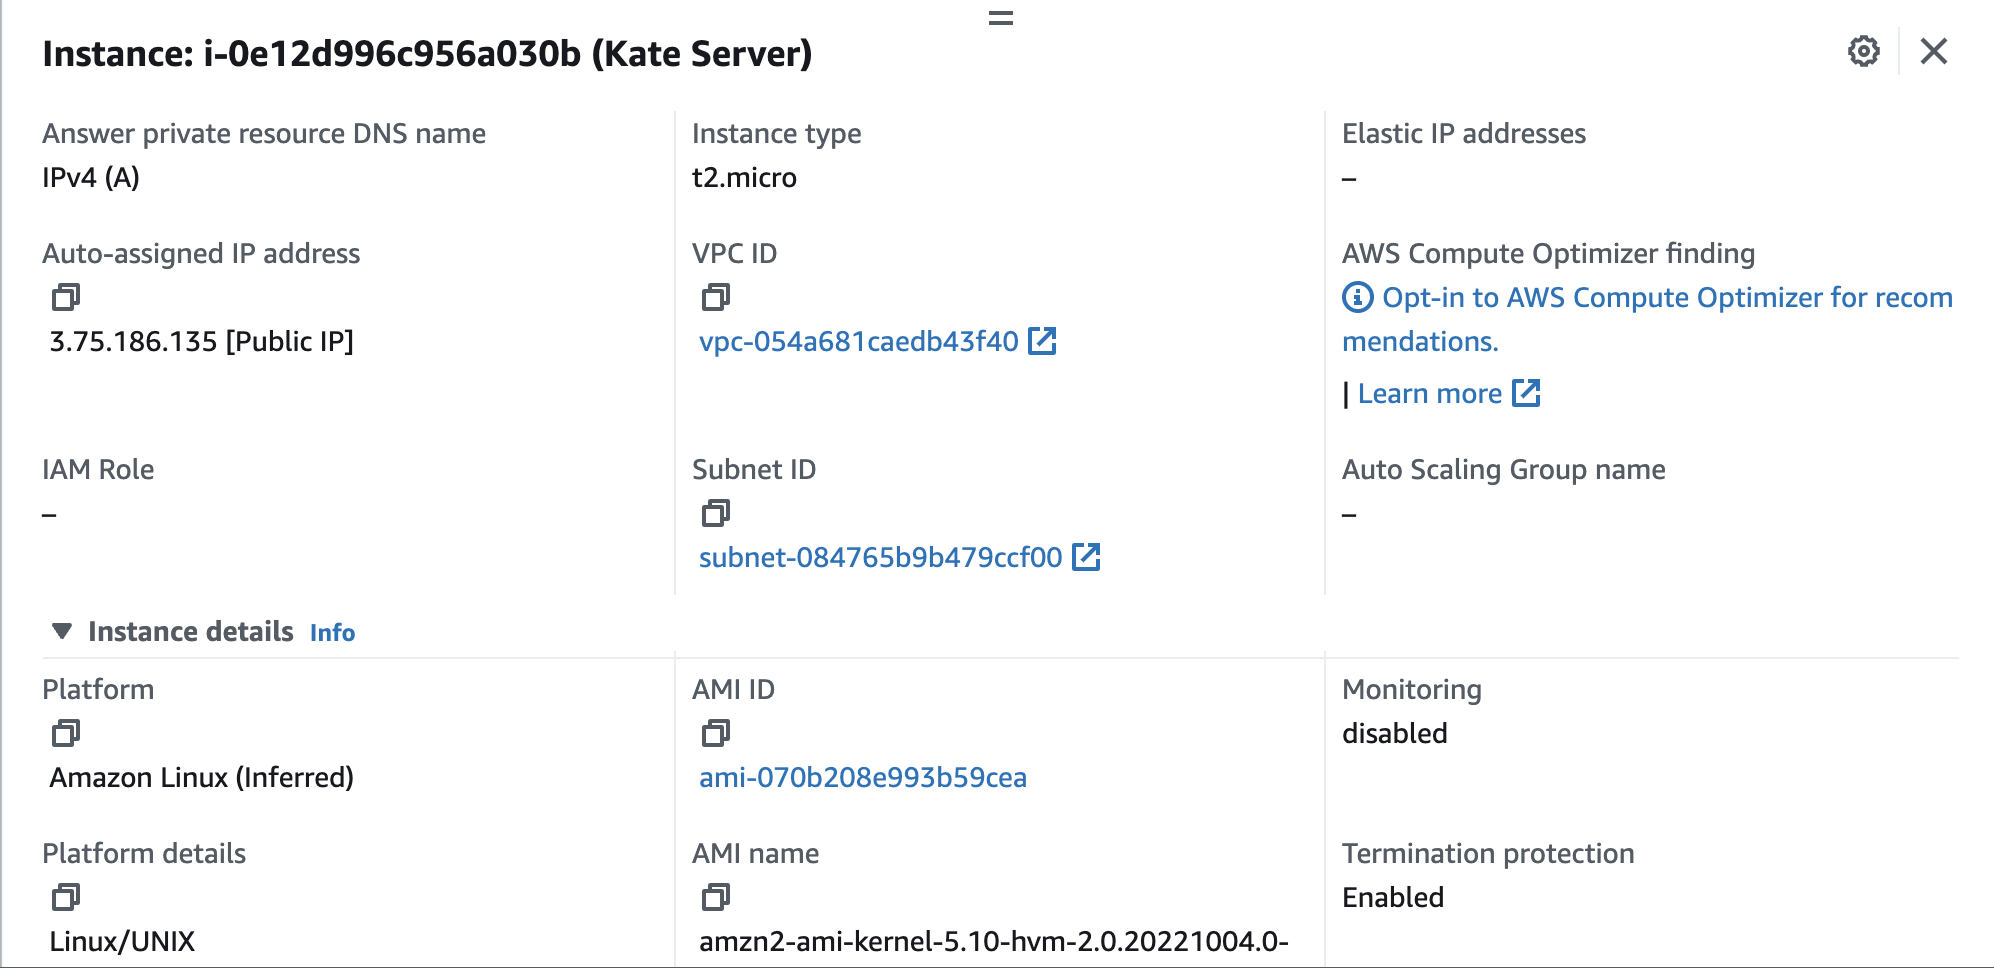 Instance: i-0e12d996c956a030b (Kate Server)
Answer private resource DNS name
IPv4 (A)
Instance type
t2.micro
Elastic IP addresses
–
Auto-assigned IP address
3.75.186.135 [Public IP]
VPC ID
vpc-054a681caedb43f40
AWS Compute Optimizer finding
Opt-in to AWS Compute Optimizer for recom
mendations.
| Learn more
IAM Role
–
Subnet ID
subnet-084765b9b479ccf00
Auto Scaling Group name
–
Instance details Info
Platform
Amazon Linux (Inferred)
AMI ID
ami-070b208e993b59cea
Monitoring
disabled
Platform details
Linux/UNIX
AMI name
amzn2-ami-kernel-5.10-hvm-2.0.20221004.0-
Termination protection
Enabled